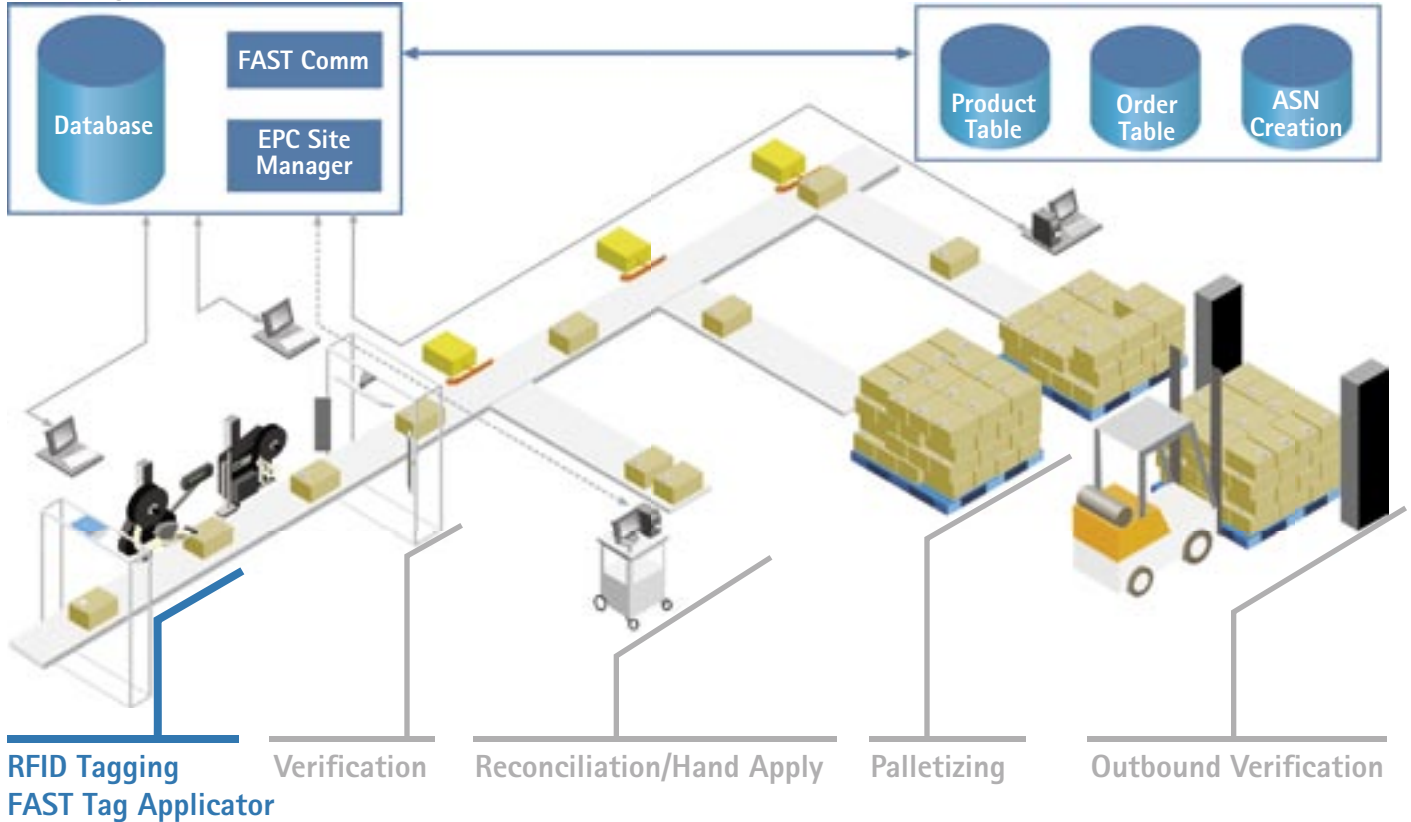 Database
FAST Comm
EPC Site
Manager
Product
Table
Order
Table
ASN
Creation
RFID Tagging
FAST Tag Applicator
Verification
Reconciliation/Hand Apply
Palletizing
Outbound Verification